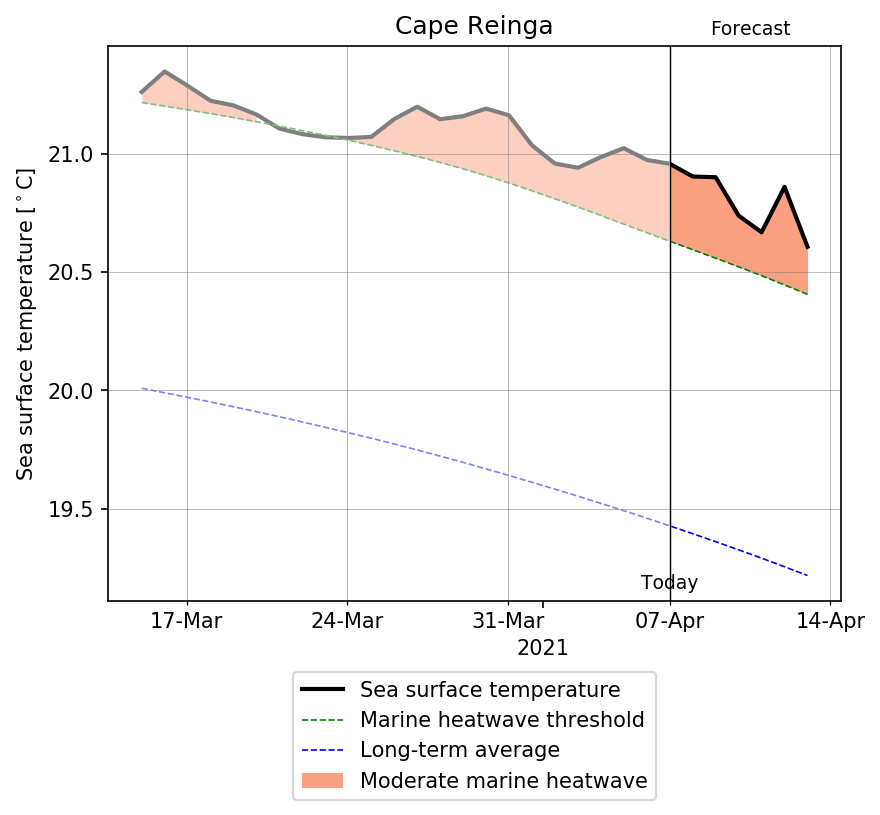 Cape Reinga
Forecast
Sea surface temperature [°C]
21.0
20.5
20.0
19.5
Today
17-Mar
24-Mar
31-Mar
07-Apr
14-Apr
2021
Sea surface temperature
Marine heatwave threshold
Long-term average
Moderate marine heatwave